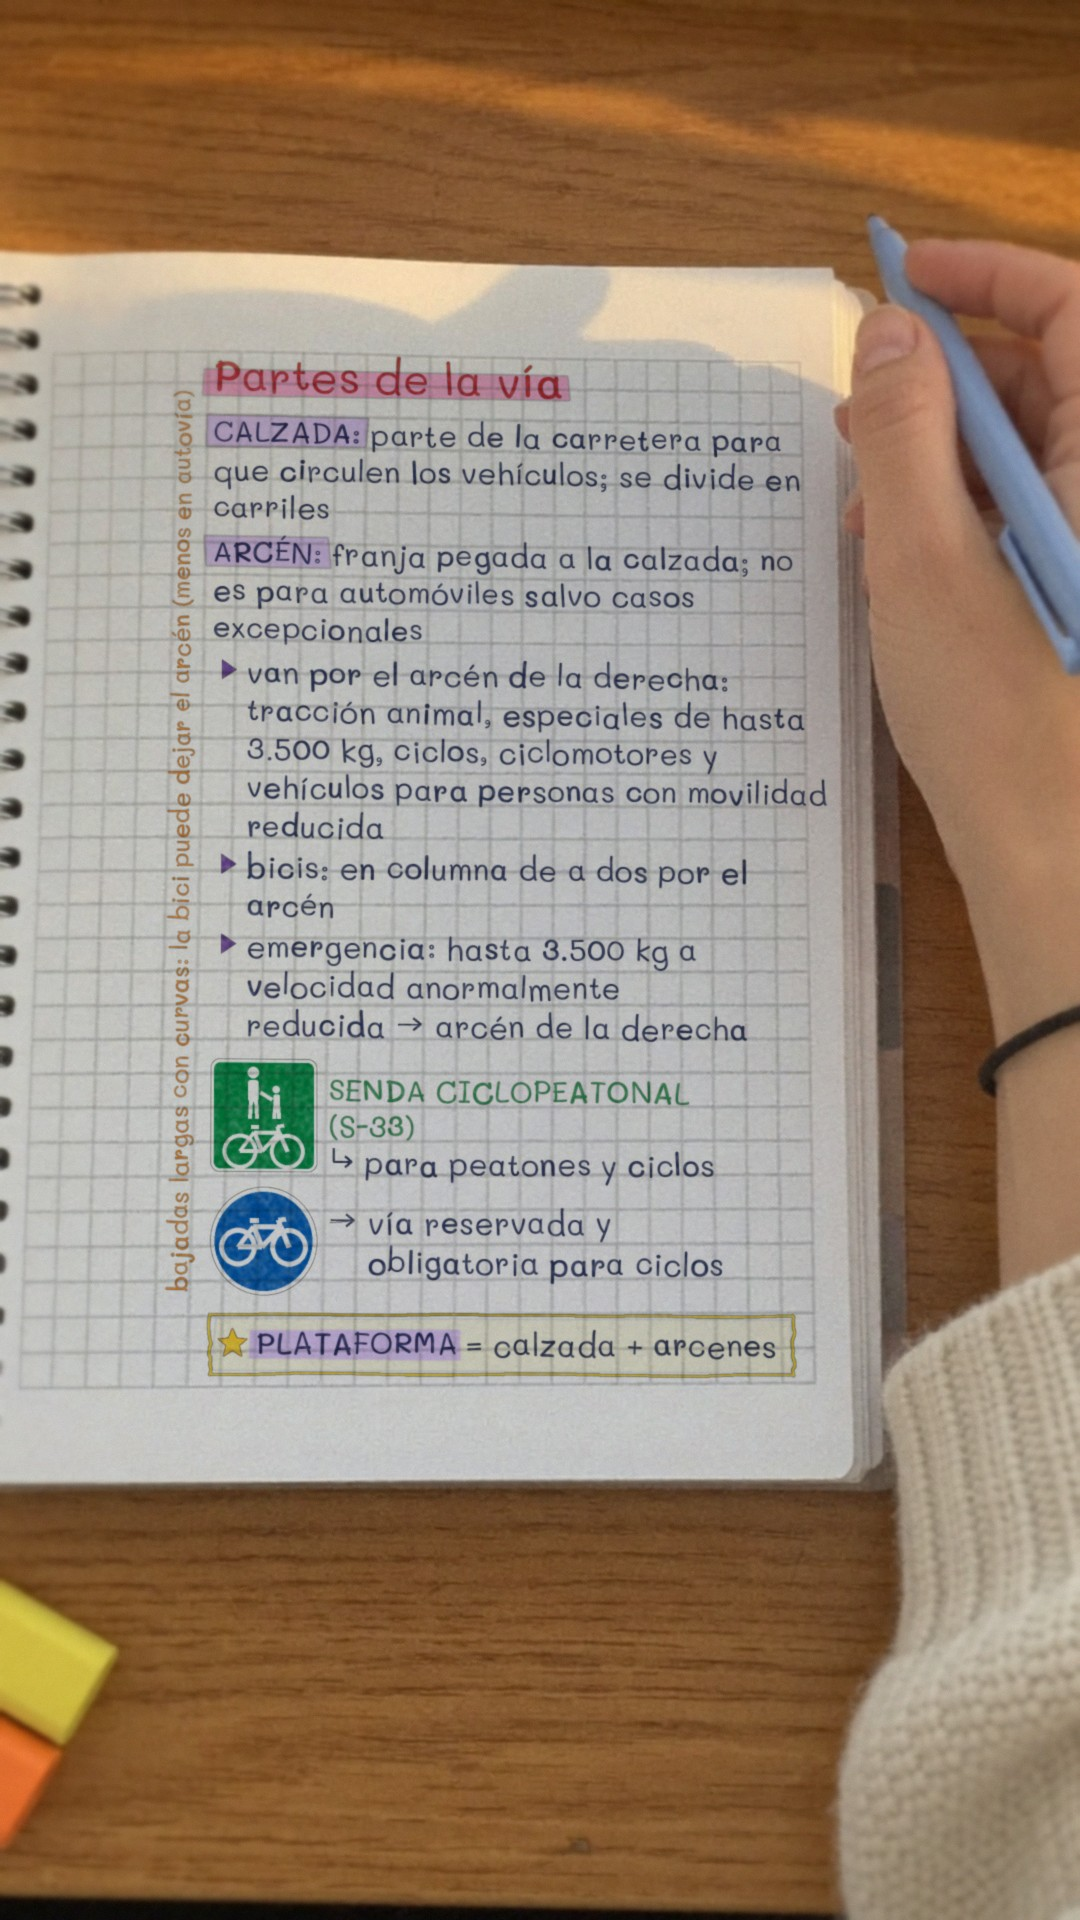 Partes de la vía
CALZADA: parte de la carretera para
que circulen los vehículos; se divide en
carriles
ARCÉN: franja pegada a la calzada; no
es para automóviles salvo casos
excepcionales
van por el arcén de la derecha:
tracción animal, especiales de hasta
3.500 kg, ciclos, ciclomotores y
vehículos para personas con movilidad
reducida
bicis: en columna de a dos por el
arcén
emergencia: hasta 3.500 kg a
velocidad anormalmente
reducida → arcén de la derecha
SENDA CICLOPEATONAL
(S-33)
↳ para peatones y ciclos
→ vía reservada y
obligatoria para ciclos
★ PLATAFORMA = calzada + arcenes
bajadas largas con curvas: la bici puede dejar el arcén (menos en autovía)